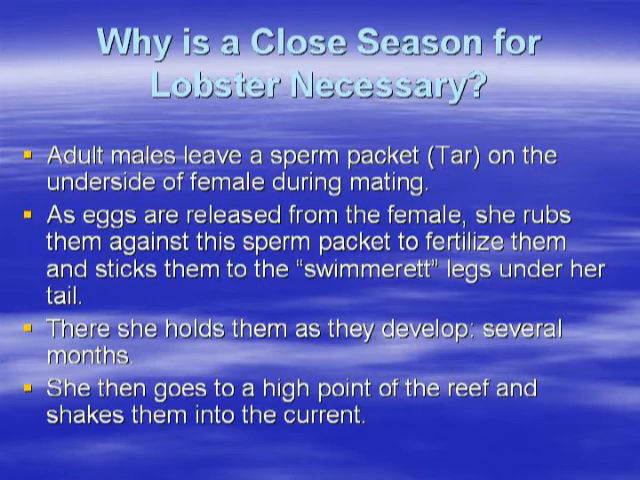 Why is a Close Season for
Lobster Necessary?
▪ Adult males leave a sperm packet (Tar) on the
underside of female during mating.
▪ As eggs are released from the female, she rubs
them against this sperm packet to fertilize them
and sticks them to the “swimmerett” legs under her
tail.
▪ There she holds them as they develop: several
months.
▪ She then goes to a high point of the reef and
shakes them into the current.